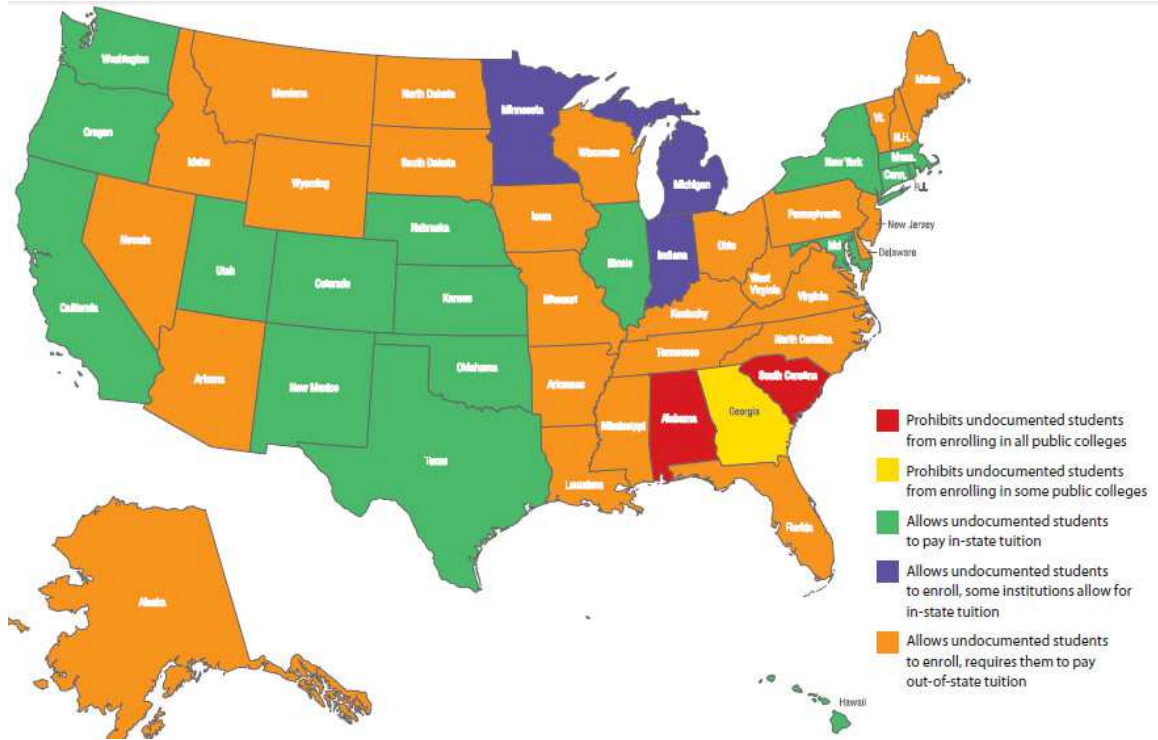 Washington
Montana
North Dakota
Minnesota
Maine
Oregon
Idaho
Wyoming
South Dakota
Wisconsin
Michigan
Vt.
N.H.
New York
Mass.
Conn.
R.I.
Nevada
Utah
Colorado
Nebraska
Iowa
Illinois
Indiana
Ohio
Pennsylvania
New Jersey
Md
Delaware
California
Kansas
Missouri
Kentucky
West
Virginia
Virginia
Arizona
New Mexico
Oklahoma
Arkansas
Tennessee
North Carolina
South Carolina
Texas
Louisiana
Mississippi
Alabama
Georgia
Florida
Alaska
Hawaii
Prohibits undocumented students
from enrolling in all public colleges
Prohibits undocumented students
from enrolling in some public colleges
Allows undocumented students
to pay in-state tuition
Allows undocumented students
to enroll, some institutions allow for
in-state tuition
Allows undocumented students
to enroll, requires them to pay
out-of-state tuition